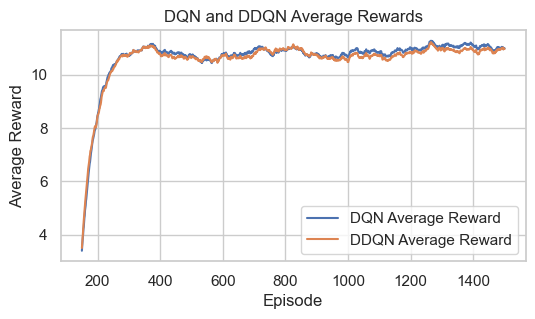 DQN and DDQN Average Rewards
Average Reward
10
8
6
4
DQN Average Reward
DDQN Average Reward
200 400 600 800 1000 1200 1400
Episode